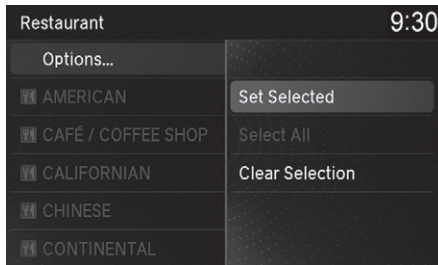 Restaurant 9:30
Options...
AMERICAN
Set Selected
CAFÉ / COFFEE SHOP
Select All
CALIFORNIAN
Clear Selection
CHINESE
CONTINENTAL